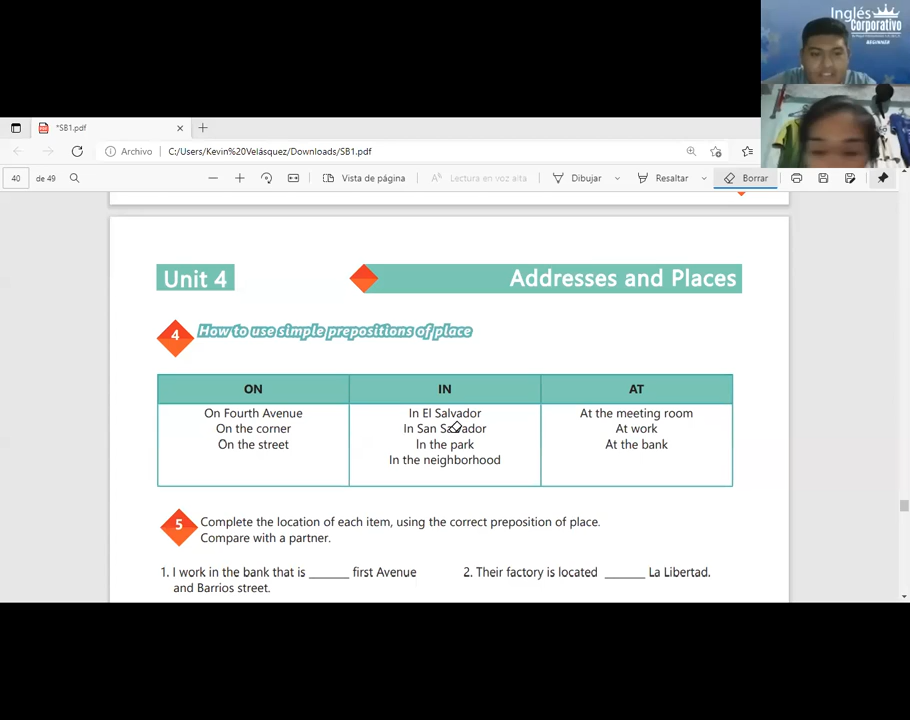 Inglés
Corporativo
BEGINNER
*SB1.pdf
Archivo
C:/Users/Kevin%20Velásquez/Downloads/SB1.pdf
40
de 49
Vista de página
Lectura en voz alta
Dibujar
Resaltar
Borrar
Unit 4
Addresses and Places
4
How to use simple prepositions of place
ON
IN
AT
On Fourth Avenue
In El Salvador
At the meeting room
On the corner
In San Salvador
At work
On the street
In the park
At the bank
In the neighborhood
5
Complete the location of each item, using the correct preposition of place.
Compare with a partner.
1. I work in the bank that is _______ first Avenue
and Barrios street.
2. Their factory is located _______ La Libertad.